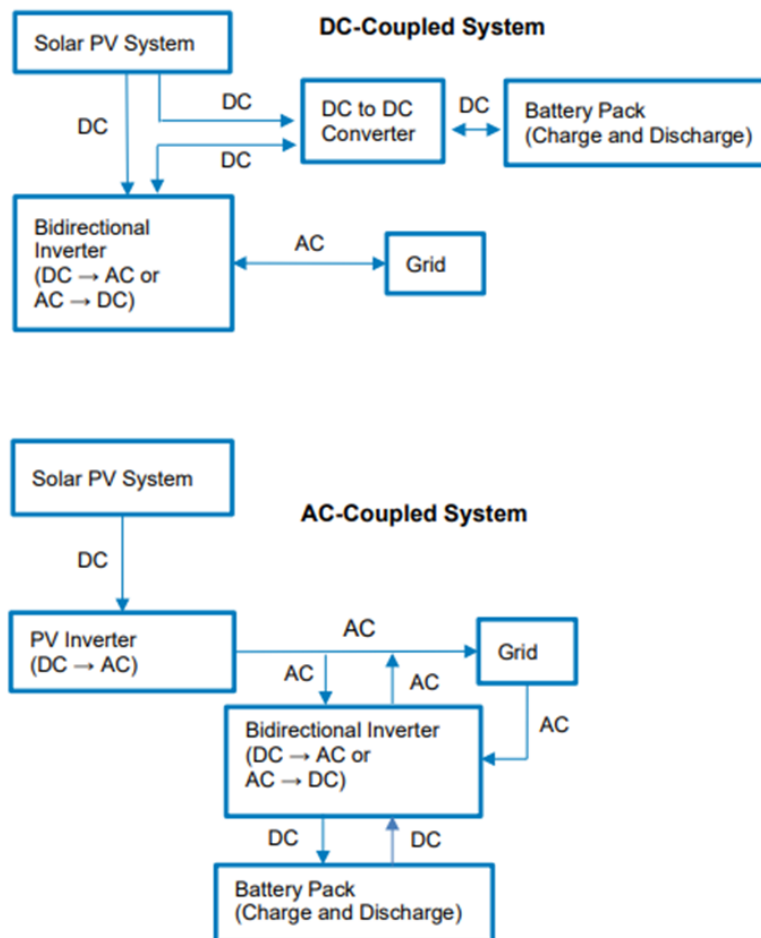 DC-Coupled System
Solar PV System
DC
DC
DC
DC to DC
Converter
DC
Battery Pack
(Charge and Discharge)
Bidirectional
Inverter
(DC → AC or
AC → DC)
AC
Grid
Solar PV System
AC-Coupled System
DC
PV Inverter
(DC → AC)
AC
Grid
AC
AC
AC
Bidirectional Inverter
(DC → AC or
AC → DC)
DC
DC
Battery Pack
(Charge and Discharge)